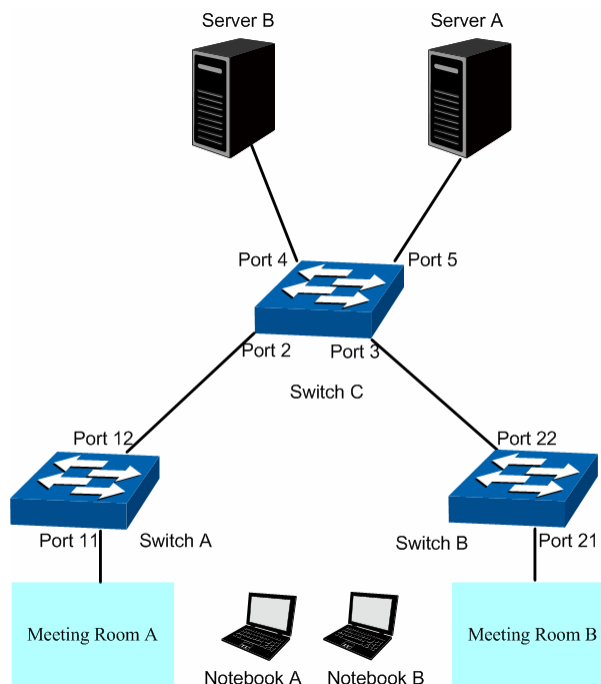 Server B
Server A
Port 4
Port 5
Port 2
Port 3
Switch C
Port 12
Port 22
Port 11
Switch A
Switch B
Port 21
Meeting Room A
Meeting Room B
Notebook A
Notebook B